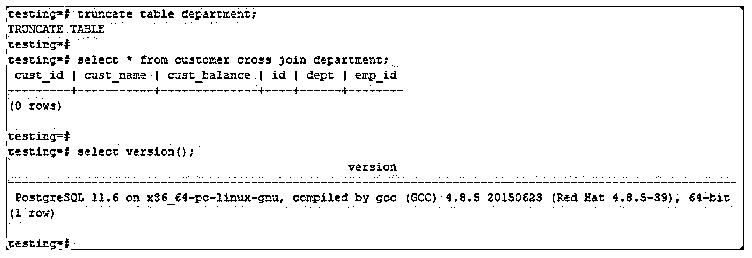 testing=# truncate table department;
TRUNCATE TABLE
testing=#
testing=# select * from customer cross join department;
cust_id | cust_name | cust_balance | id | dept | emp_id
---------+-----------+--------------+----+------+--------
(0 rows)
testing=#
testing=# select version();
version
---------------------------------------------------------------------------------------------------------
PostgreSQL 11.6 on x86_64-pc-linux-gnu, compiled by gcc (GCC) 4.8.5 20150623 (Red Hat 4.8.5-39), 64-bit
(1 row)
testing=#